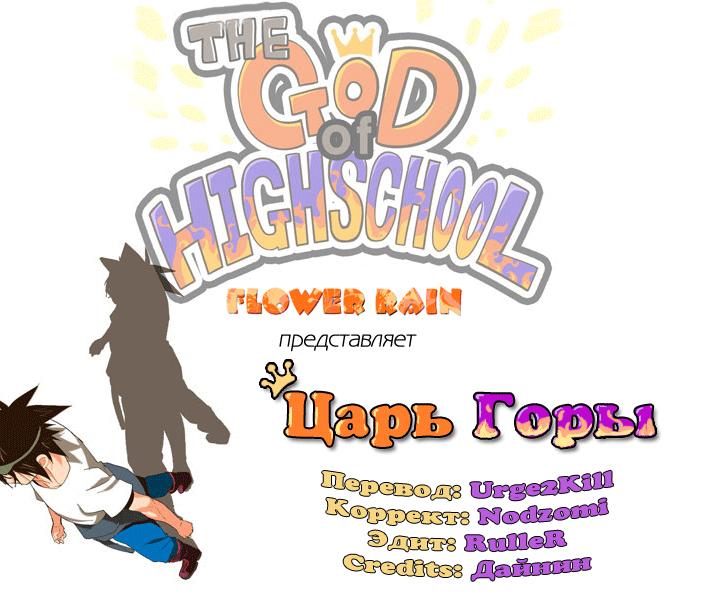 THE
GOD
of
HIGHSCHOOL
FLOWER RAIN
представляет
Царь Горы
Перевод: Urge2Kill
Коррект: Nodzomi
Эдит: RulleR
Credits: Дайнин